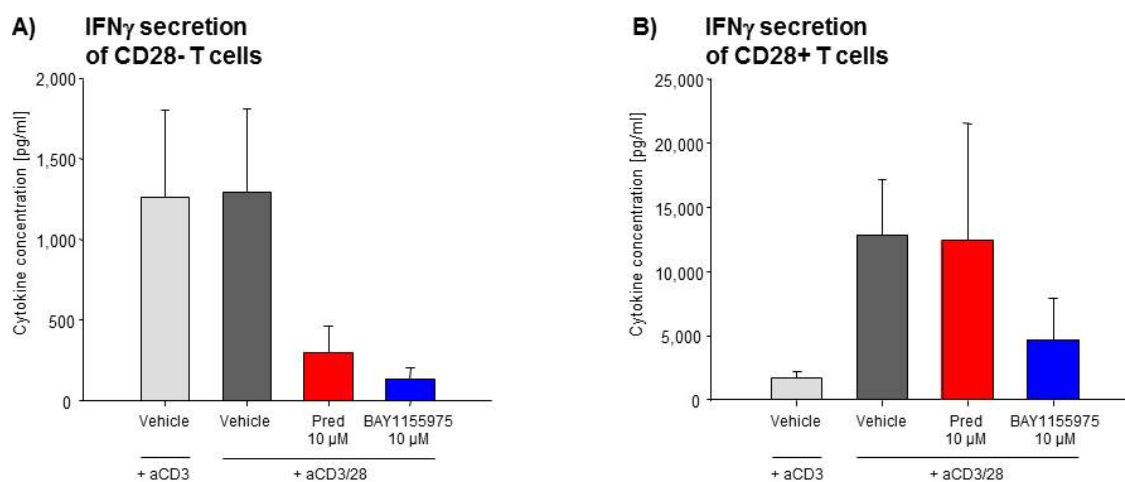 A) IFNγ secretion
of CD28- T cells
Cytokine concentration [pg/ml]
2,000
1,500
1,000
500
0
Vehicle Vehicle Pred BAY1155975
10 µM 10 µM
+ aCD3 + aCD3/28
B) IFNγ secretion
of CD28+ T cells
Cytokine concentration [pg/ml]
25,000
20,000
15,000
10,000
5,000
0
Vehicle Vehicle Pred BAY1155975
10 µM 10 µM
+ aCD3 + aCD3/28